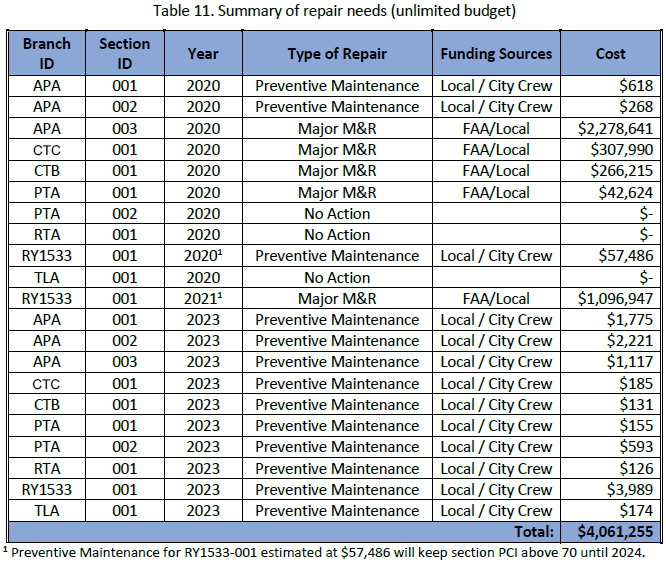 Table 11. Summary of repair needs (unlimited budget)
Branch ID Section ID Year Type of Repair Funding Sources Cost
APA 001 2020 Preventive Maintenance Local / City Crew $618
APA 002 2020 Preventive Maintenance Local / City Crew $268
APA 003 2020 Major M&R FAA/Local $2,278,641
CTC 001 2020 Major M&R FAA/Local $307,990
CTB 001 2020 Major M&R FAA/Local $266,215
PTA 001 2020 Major M&R FAA/Local $42,624
PTA 002 2020 No Action $-
RTA 001 2020 No Action $-
RY1533 001 2020¹ Preventive Maintenance Local / City Crew $57,486
TLA 001 2020 No Action $-
RY1533 001 2021¹ Major M&R FAA/Local $1,096,947
APA 001 2023 Preventive Maintenance Local / City Crew $1,775
APA 002 2023 Preventive Maintenance Local / City Crew $2,221
APA 003 2023 Preventive Maintenance Local / City Crew $1,117
CTC 001 2023 Preventive Maintenance Local / City Crew $185
CTB 001 2023 Preventive Maintenance Local / City Crew $131
PTA 001 2023 Preventive Maintenance Local / City Crew $155
PTA 002 2023 Preventive Maintenance Local / City Crew $593
RTA 001 2023 Preventive Maintenance Local / City Crew $126
RY1533 001 2023 Preventive Maintenance Local / City Crew $3,989
TLA 001 2023 Preventive Maintenance Local / City Crew $174
Total: $4,061,255
¹ Preventive Maintenance for RY1533-001 estimated at $57,486 will keep section PCI above 70 until 2024.